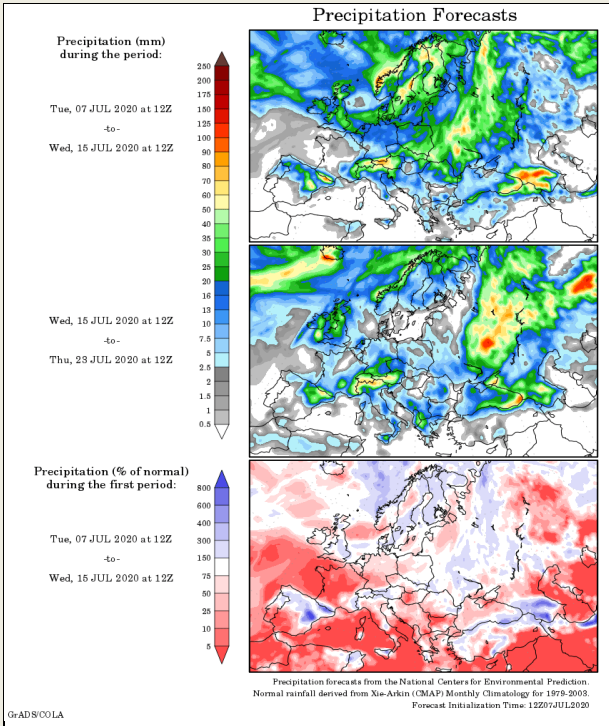 Precipitation Forecasts
Precipitation (mm)
during the period:
Tue, 07 JUL 2020 at 12Z
-to-
Wed, 15 JUL 2020 at 12Z
250
200
175
150
125
100
90
80
70
60
50
40
35
30
25
20
16
13
10
7.5
5
2.5
2
1.5
1
0.5
Wed, 15 JUL 2020 at 12Z
-to-
Thu, 23 JUL 2020 at 12Z
Precipitation (% of normal)
during the first period:
Tue, 07 JUL 2020 at 12Z
-to-
Wed, 15 JUL 2020 at 12Z
800
600
400
300
150
75
50
25
10
5
Precipitation forecasts from the National Centers for Environmental Prediction.
Normal rainfall derived from Xie-Arkin (CMAP) Monthly Climatology for 1979-2003.
Forecast Initialization Time: 12Z07JUL2020
GrADS/COLA